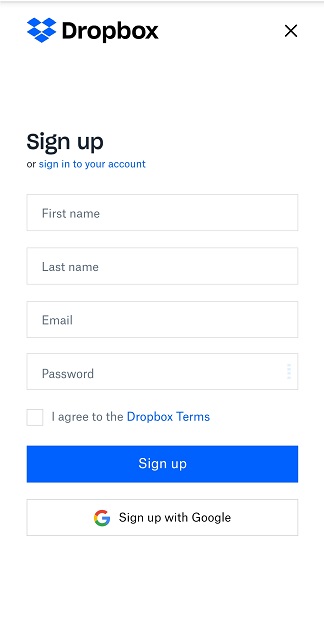 Dropbox
Sign up
or sign in to your account
First name
Last name
Email
Password
I agree to the Dropbox Terms
Sign up
Sign up with Google